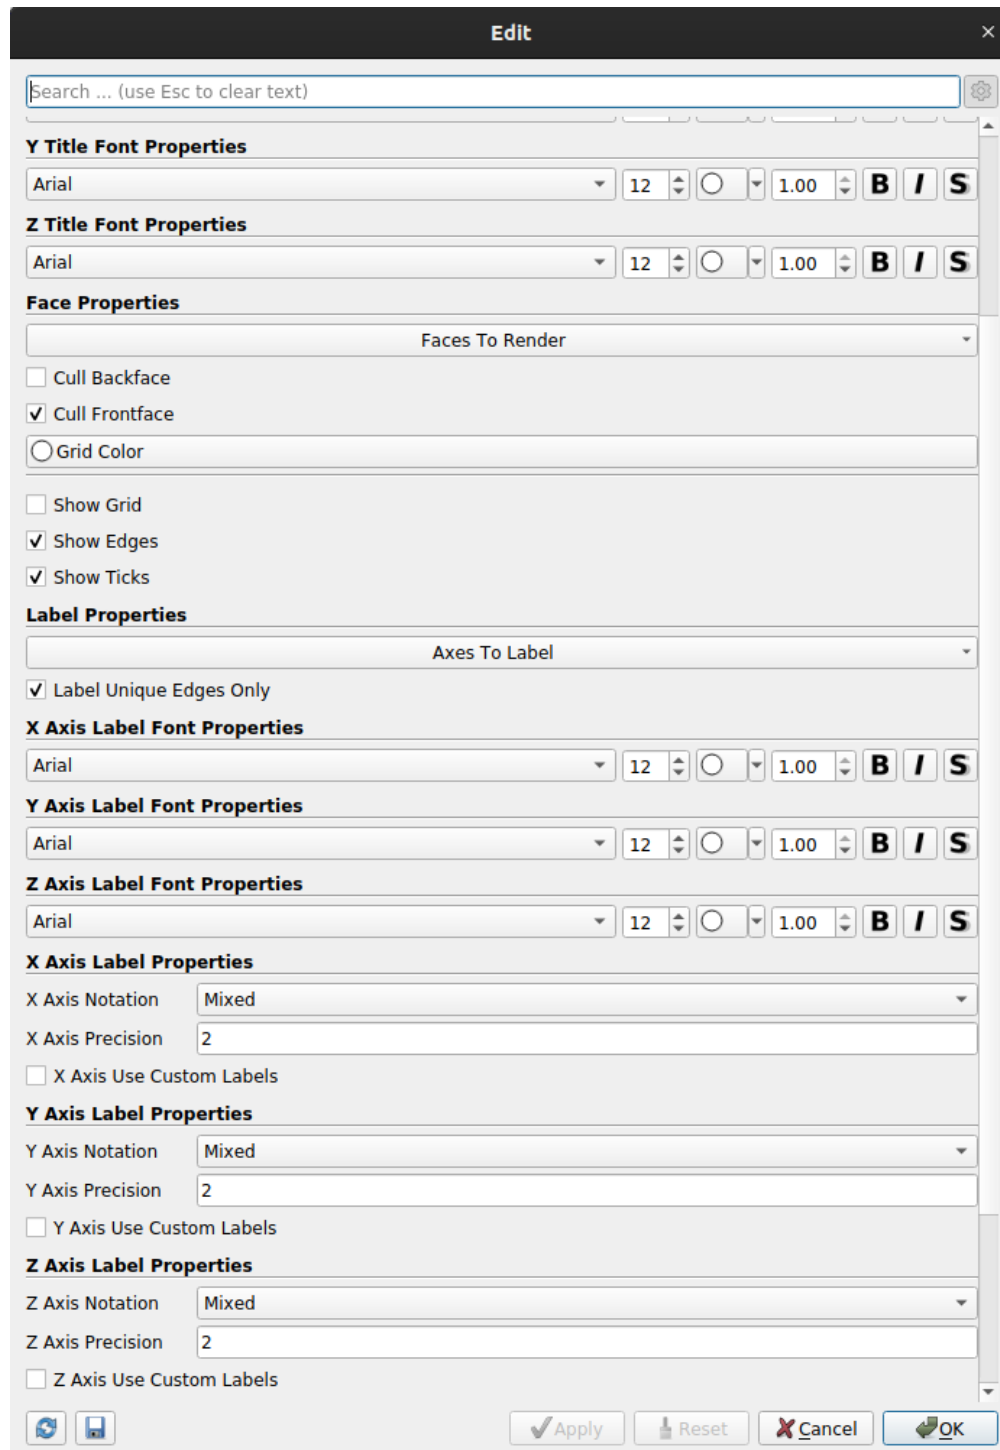 Edit
Search ... (use Esc to clear text)
Y Title Font Properties
Arial 12 1.00 B I S
Z Title Font Properties
Arial 12 1.00 B I S
Face Properties
Faces To Render
Cull Backface
Cull Frontface
Grid Color
Show Grid
Show Edges
Show Ticks
Label Properties
Axes To Label
Label Unique Edges Only
X Axis Label Font Properties
Arial 12 1.00 B I S
Y Axis Label Font Properties
Arial 12 1.00 B I S
Z Axis Label Font Properties
Arial 12 1.00 B I S
X Axis Label Properties
X Axis Notation Mixed
X Axis Precision 2
X Axis Use Custom Labels
Y Axis Label Properties
Y Axis Notation Mixed
Y Axis Precision 2
Y Axis Use Custom Labels
Z Axis Label Properties
Z Axis Notation Mixed
Z Axis Precision 2
Z Axis Use Custom Labels
Apply Reset Cancel OK